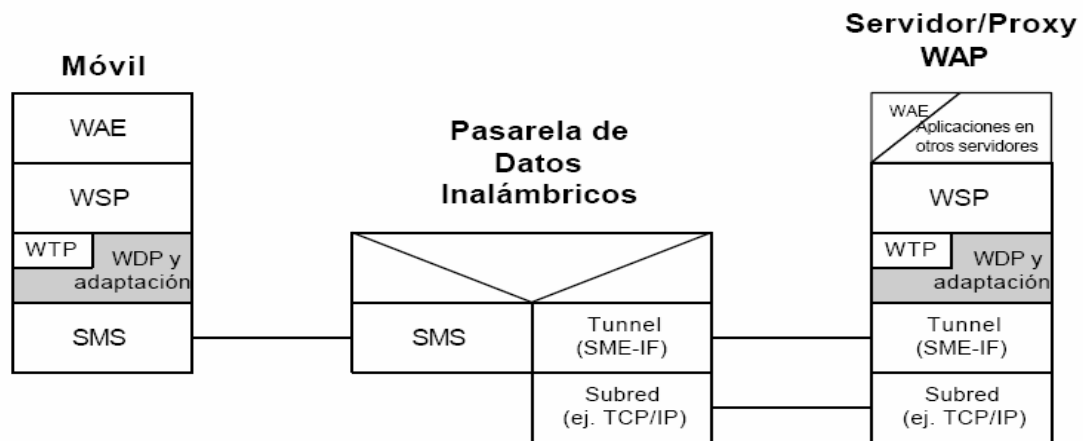 Móvil
WAE
WSP
WTP
WDP y
adaptación
SMS
Pasarela de
Datos
Inalámbricos
SMS
Tunnel
(SME-IF)
Subred
(ej. TCP/IP)
Servidor/Proxy
WAP
WAE
Aplicaciones en
otros servidores
WSP
WTP
WDP y
adaptación
Tunnel
(SME-IF)
Subred
(ej. TCP/IP)